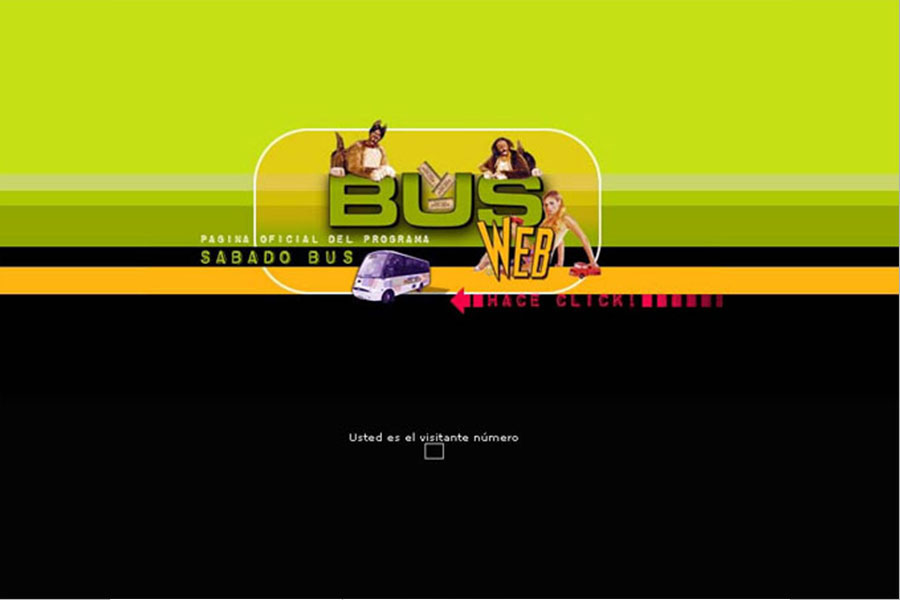 BUS
WEB
PAGINA OFICIAL DEL PROGRAMA
SABADO BUS
HACE CLICK!
Usted es el visitante número